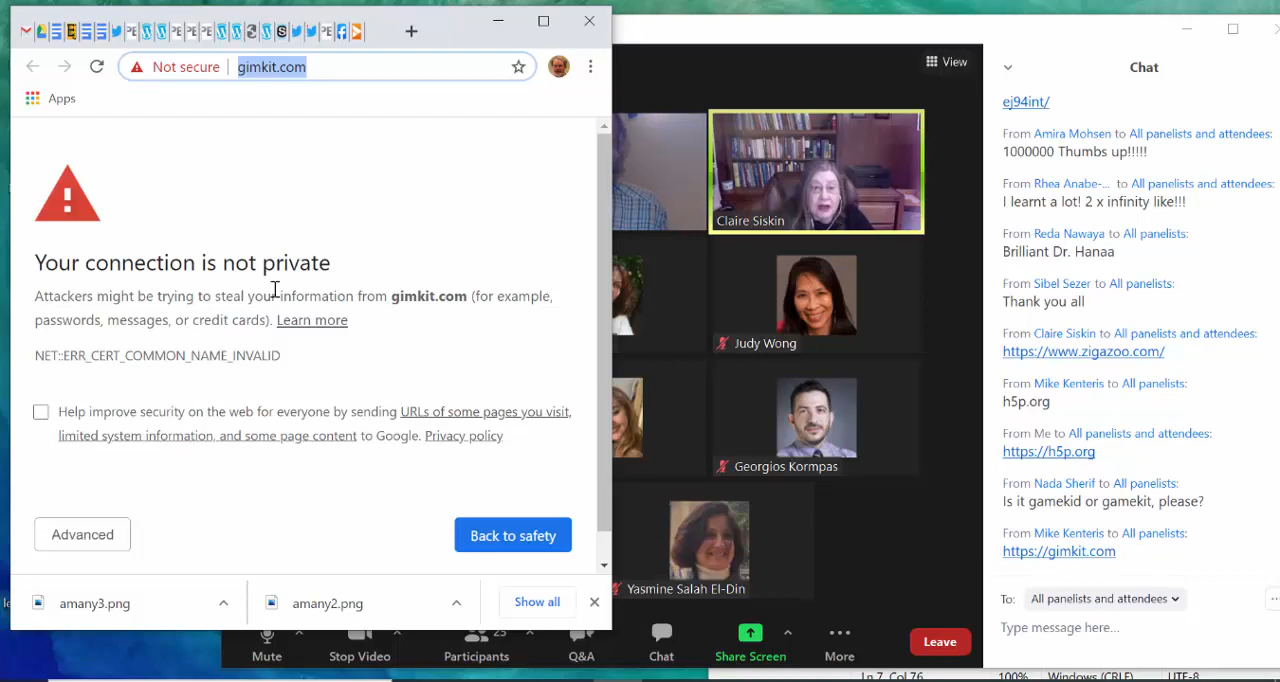 Not secure
gimkit.com
Apps
Your connection is not private
Attackers might be trying to steal your information from gimkit.com (for example,
passwords, messages, or credit cards). Learn more
NET::ERR_CERT_COMMON_NAME_INVALID
Help improve security on the web for everyone by sending URLs of some pages you visit,
limited system information, and some page content to Google. Privacy policy
Advanced
Back to safety
amany3.png
amany2.png
Show all
View
Claire Siskin
Judy Wong
Georgios Kormpas
Yasmine Salah El-Din
Mute
Stop Video
25
Participants
Q&A
Chat
Share Screen
More
Leave
Chat
ej94int/
From Amira Mohsen to All panelists and attendees:
1000000 Thumbs up!!!!!
From Rhea Anabe-... to All panelists and attendees:
I learnt a lot! 2 x infinity like!!!
From Reda Nawaya to All panelists:
Brilliant Dr. Hanaa
From Sibel Sezer to All panelists:
Thank you all
From Claire Siskin to All panelists and attendees:
https://www.zigazoo.com/
From Mike Kenteris to All panelists:
h5p.org
From Me to All panelists and attendees:
https://h5p.org
From Nada Sherif to All panelists:
Is it gamekid or gamekit, please?
From Mike Kenteris to All panelists:
https://gimkit.com
To: All panelists and attendees
Type message here...
Ln 7, Col 76
100%
Windows (CRLF)
UTF-8